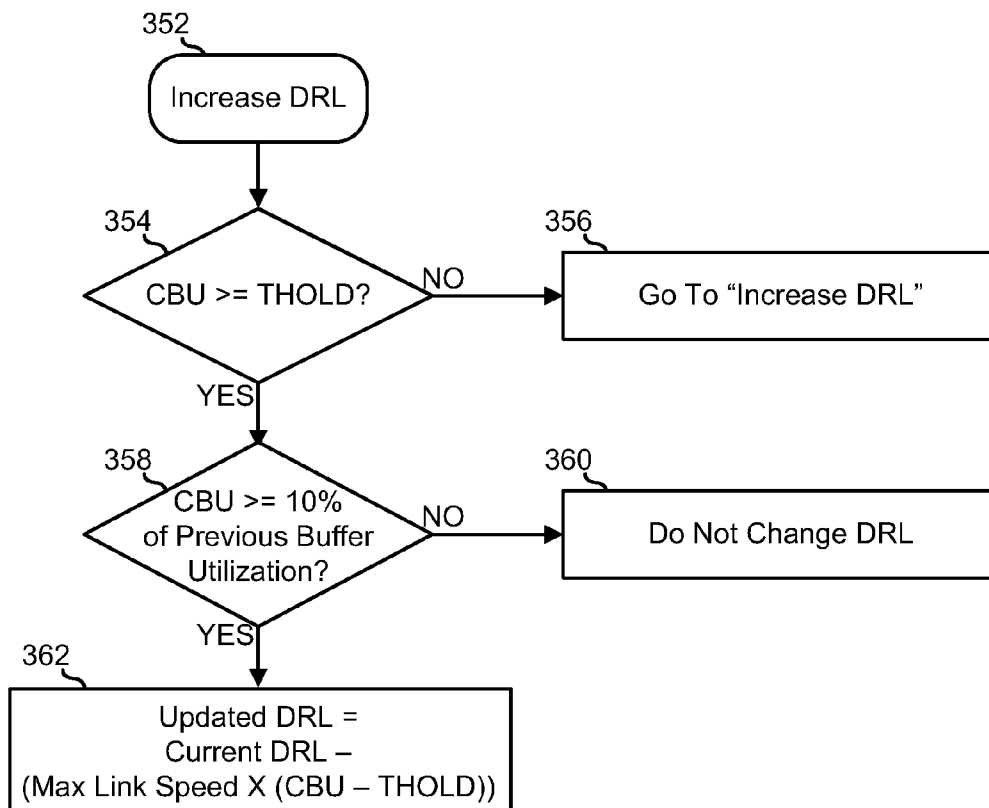 352
Increase DRL
354
CBU >= THOLD?
NO
356
Go To “Increase DRL”
YES
358
CBU >= 10%
of Previous Buffer
Utilization?
NO
360
Do Not Change DRL
YES
362
Updated DRL =
Current DRL –
(Max Link Speed X (CBU – THOLD))